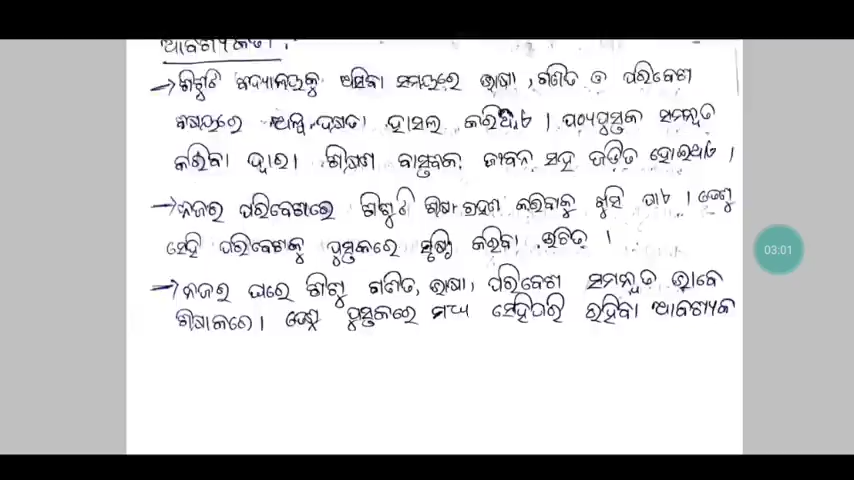 ଆବଶ୍ୟକତା :
→ ଶିଶୁଟି ବିଦ୍ୟାଳୟକୁ ଆସିବା ସମୟରେ ଭାଷା, ଗଣିତ ଓ ପରିବେଶ
ବିଷୟରେ ଅଳ୍ପ ଦକ୍ଷତା ହାସଲ କରିଥାଏ । ପାଠ୍ୟପୁସ୍ତକ ସମନ୍ୱିତ
କରିବା ଦ୍ୱାରା ଶିକ୍ଷଣ ବାସ୍ତବିକ ଜୀବନ ସହ ଜଡ଼ିତ ହୋଇଥାଏ ।
→ ନିଜର ପରିବେଶରେ ଶିଶୁଟି ଶିକ୍ଷା ଗ୍ରହଣ କରିବାକୁ ଖୁସି ପାଏ । ତେଣୁ
ସେହି ପରିବେଶକୁ ପୁସ୍ତକରେ ସୃଷ୍ଟି କରିବା ଉଚିତ୍ ।
→ ନିଜର ଘରେ ଶିଶୁ ଗଣିତ, ଭାଷା, ପରିବେଶ ସମନ୍ୱିତ ଭାବେ
ଶିକ୍ଷା କରେ । ତେଣୁ ପୁସ୍ତକରେ ମଧ୍ୟ ସେହିପରି ରହିବା ଆବଶ୍ୟକ
03:01